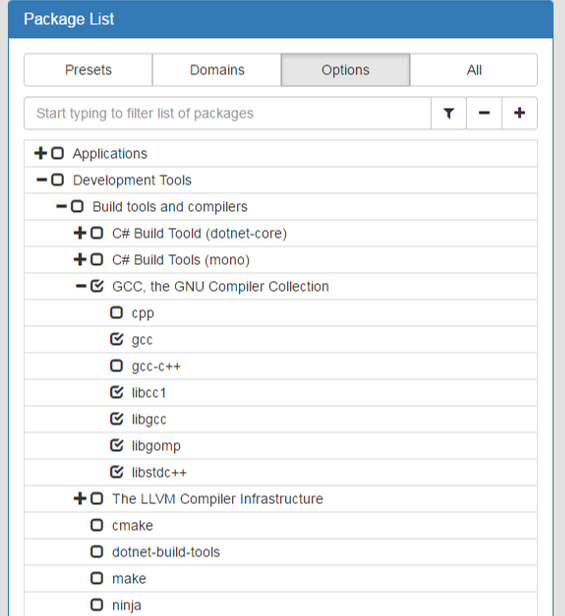 Package List
Presets
Domains
Options
All
Start typing to filter list of packages
Applications
Development Tools
Build tools and compilers
C# Build Toold (dotnet-core)
C# Build Tools (mono)
GCC, the GNU Compiler Collection
cpp
gcc
gcc-c++
libcc1
libgcc
libgomp
libstdc++
The LLVM Compiler Infrastructure
cmake
dotnet-build-tools
make
ninja